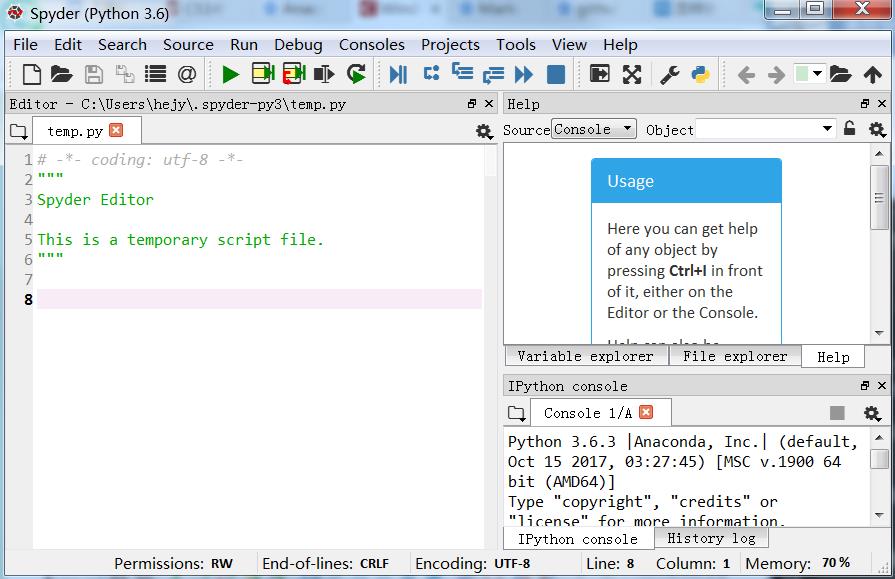 Spyder (Python 3.6)
File Edit Search Source Run Debug Consoles Projects Tools View Help
Editor - C:\Users\hejy\.spyder-py3\temp.py
temp.py
1 # -*- coding: utf-8 -*-
2 """
3 Spyder Editor
4
5 This is a temporary script file.
6 """
7
8
Help
Source Console Object
Usage
Here you can get help
of any object by
pressing Ctrl+I in front
of it, either on the
Editor or the Console.
Help can also be
Variable explorer File explorer Help
IPython console
Console 1/A
Python 3.6.3 |Anaconda, Inc.| (default,
Oct 15 2017, 03:27:45) [MSC v.1900 64
bit (AMD64)]
Type "copyright", "credits" or
"license" for more information.
IPython console History log
Permissions: RW End-of-lines: CRLF Encoding: UTF-8 Line: 8 Column: 1 Memory: 70 %